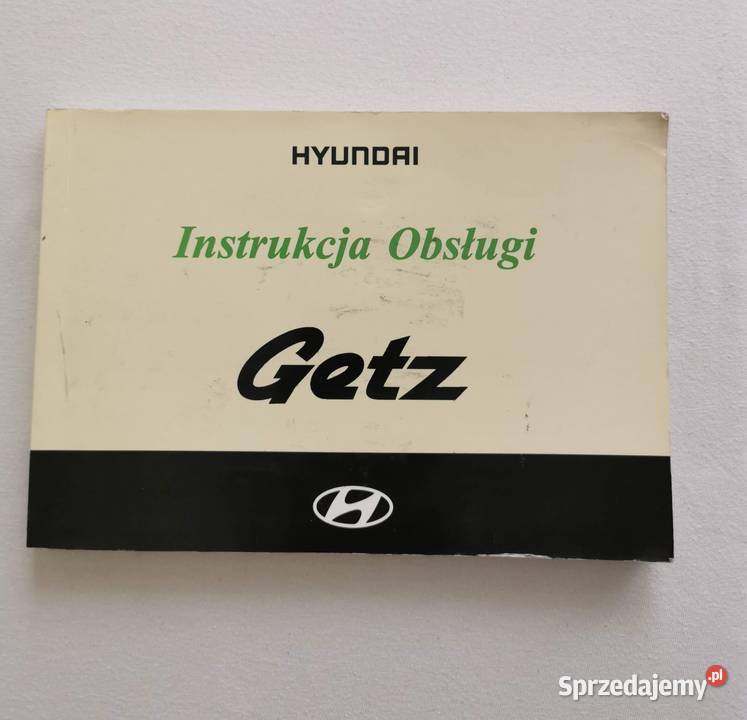 HYUNDAI
Instrukcja Obsługi
Getz
Sprzedajemy.pl